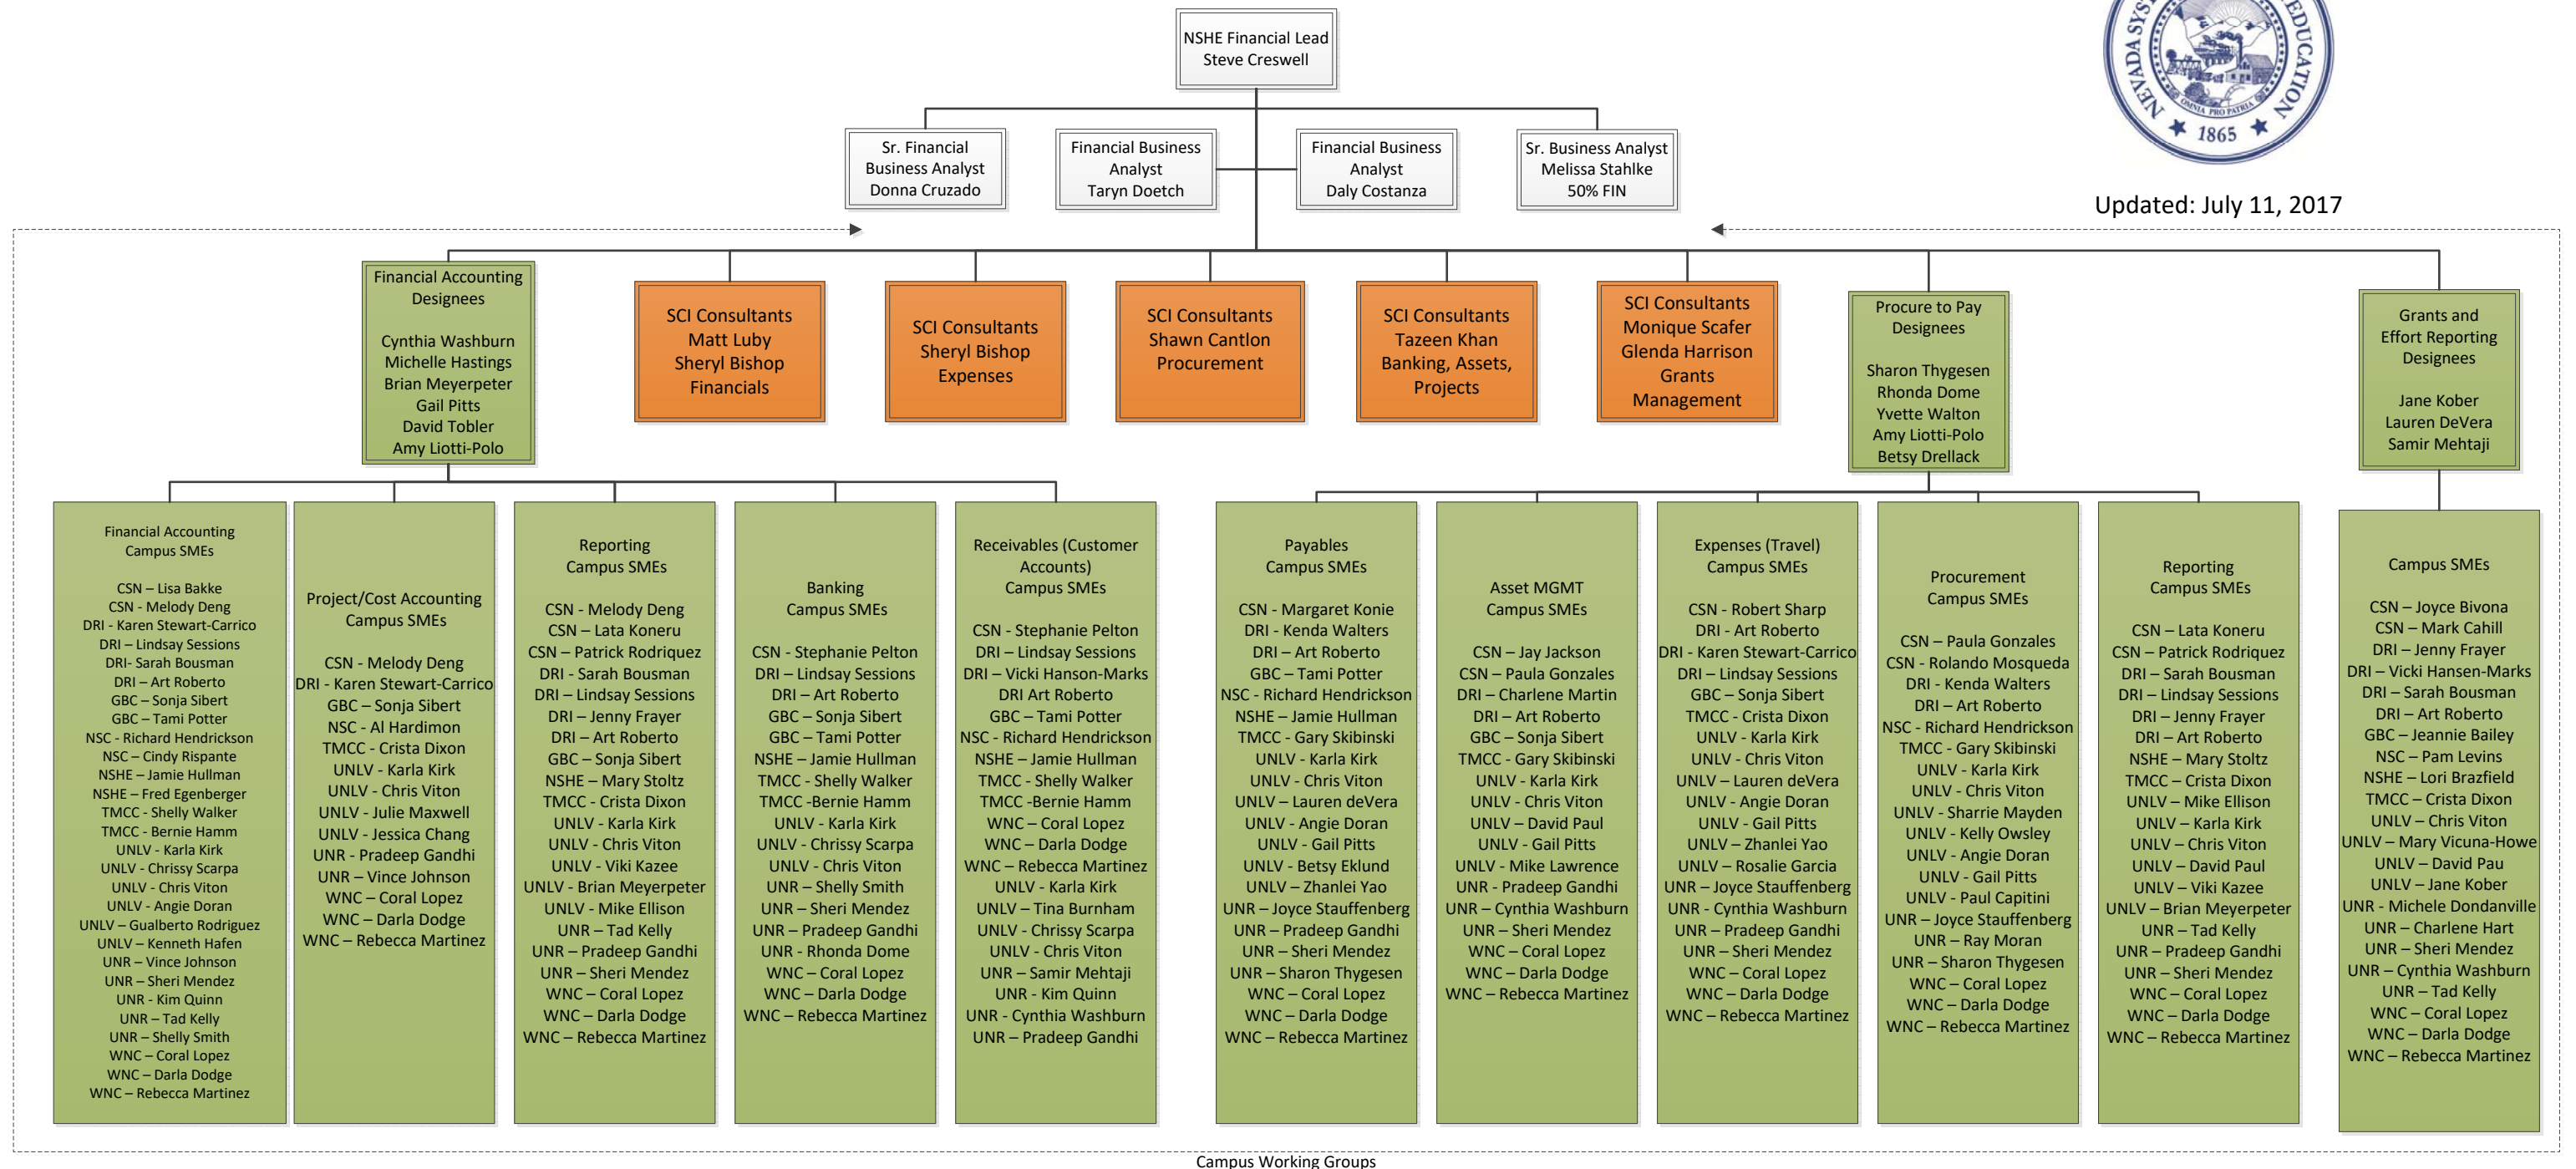 NSHE Financial Lead
Steve Creswell
NEVADA SYS
EDUCATION
OMNIA PRO PATRIA
★ 1865 ★
Sr. Financial
Business Analyst
Donna Cruzado
Financial Business
Analyst
Taryn Doetch
Financial Business
Analyst
Daly Costanza
Sr. Business Analyst
Melissa Stahlke
50% FIN
Updated: July 11, 2017
Financial Accounting
Designees
Cynthia Washburn
Michelle Hastings
Brian Meyerpeter
Gail Pitts
David Tobler
Amy Liotti-Polo
SCI Consultants
Matt Luby
Sheryl Bishop
Financials
SCI Consultants
Sheryl Bishop
Expenses
SCI Consultants
Shawn Cantlon
Procurement
SCI Consultants
Tazeen Khan
Banking, Assets,
Projects
SCI Consultants
Monique Scafer
Glenda Harrison
Grants
Management
Procure to Pay
Designees
Sharon Thygesen
Rhonda Dome
Yvette Walton
Amy Liotti-Polo
Betsy Drellack
Grants and
Effort Reporting
Designees
Jane Kober
Lauren DeVera
Samir Mehtaji
Financial Accounting
Campus SMEs
CSN – Lisa Bakke
CSN - Melody Deng
DRI - Karen Stewart-Carrico
DRI – Lindsay Sessions
DRI- Sarah Bousman
DRI – Art Roberto
GBC – Sonja Sibert
GBC – Tami Potter
NSC - Richard Hendrickson
NSC – Cindy Rispante
NSHE – Jamie Hullman
NSHE – Fred Egenberger
TMCC - Shelly Walker
TMCC - Bernie Hamm
UNLV - Karla Kirk
UNLV - Chrissy Scarpa
UNLV - Chris Viton
UNLV - Angie Doran
UNLV – Gualberto Rodriguez
UNLV – Kenneth Hafen
UNR – Vince Johnson
UNR – Sheri Mendez
UNR - Kim Quinn
UNR – Tad Kelly
UNR – Shelly Smith
WNC – Coral Lopez
WNC – Darla Dodge
WNC – Rebecca Martinez
Project/Cost Accounting
Campus SMEs
CSN - Melody Deng
DRI - Karen Stewart-Carrico
GBC – Sonja Sibert
NSC - Al Hardimon
TMCC - Crista Dixon
UNLV - Karla Kirk
UNLV - Chris Viton
UNLV - Julie Maxwell
UNLV - Jessica Chang
UNR - Pradeep Gandhi
UNR – Vince Johnson
WNC – Coral Lopez
WNC – Darla Dodge
WNC – Rebecca Martinez
Reporting
Campus SMEs
CSN - Melody Deng
CSN – Lata Koneru
CSN – Patrick Rodriquez
DRI - Sarah Bousman
DRI – Lindsay Sessions
DRI – Jenny Frayer
DRI – Art Roberto
GBC – Sonja Sibert
NSHE – Mary Stoltz
TMCC - Crista Dixon
UNLV - Karla Kirk
UNLV - Chris Viton
UNLV - Viki Kazee
UNLV - Brian Meyerpeter
UNLV - Mike Ellison
UNR – Tad Kelly
UNR – Pradeep Gandhi
UNR – Sheri Mendez
WNC – Coral Lopez
WNC – Darla Dodge
WNC – Rebecca Martinez
Banking
Campus SMEs
CSN - Stephanie Pelton
DRI – Lindsay Sessions
DRI – Art Roberto
GBC – Sonja Sibert
GBC – Tami Potter
NSHE – Jamie Hullman
TMCC - Shelly Walker
TMCC -Bernie Hamm
UNLV - Karla Kirk
UNLV - Chrissy Scarpa
UNLV - Chris Viton
UNR – Shelly Smith
UNR – Sheri Mendez
UNR – Pradeep Gandhi
UNR - Rhonda Dome
WNC – Coral Lopez
WNC – Darla Dodge
WNC – Rebecca Martinez
Receivables (Customer
Accounts)
Campus SMEs
CSN - Stephanie Pelton
DRI – Lindsay Sessions
DRI – Vicki Hanson-Marks
DRI Art Roberto
GBC – Tami Potter
NSC - Richard Hendrickson
NSHE – Jamie Hullman
TMCC - Shelly Walker
TMCC -Bernie Hamm
WNC – Coral Lopez
WNC – Darla Dodge
WNC – Rebecca Martinez
UNLV - Karla Kirk
UNLV – Tina Burnham
UNLV - Chrissy Scarpa
UNLV - Chris Viton
UNR – Samir Mehtaji
UNR - Kim Quinn
UNR - Cynthia Washburn
UNR – Pradeep Gandhi
Payables
Campus SMEs
CSN - Margaret Konie
DRI - Kenda Walters
DRI – Art Roberto
GBC – Tami Potter
NSC - Richard Hendrickson
NSHE – Jamie Hullman
TMCC - Gary Skibinski
UNLV - Karla Kirk
UNLV - Chris Viton
UNLV – Lauren deVera
UNLV - Angie Doran
UNLV - Gail Pitts
UNLV - Betsy Eklund
UNLV – Zhanlei Yao
UNR – Joyce Stauffenberg
UNR – Pradeep Gandhi
UNR – Sheri Mendez
UNR – Sharon Thygesen
WNC – Coral Lopez
WNC – Darla Dodge
WNC – Rebecca Martinez
Asset MGMT
Campus SMEs
CSN – Jay Jackson
CSN – Paula Gonzales
DRI – Charlene Martin
DRI – Art Roberto
GBC – Sonja Sibert
TMCC - Gary Skibinski
UNLV - Karla Kirk
UNLV - Chris Viton
UNLV – David Paul
UNLV - Gail Pitts
UNLV - Mike Lawrence
UNR - Pradeep Gandhi
UNR – Cynthia Washburn
UNR – Sheri Mendez
WNC – Coral Lopez
WNC – Darla Dodge
WNC – Rebecca Martinez
Expenses (Travel)
Campus SMEs
CSN - Robert Sharp
DRI - Art Roberto
DRI - Karen Stewart-Carrico
DRI – Lindsay Sessions
GBC – Sonja Sibert
TMCC - Crista Dixon
UNLV - Karla Kirk
UNLV - Chris Viton
UNLV – Lauren deVera
UNLV - Angie Doran
UNLV - Gail Pitts
UNLV – Zhanlei Yao
UNLV – Rosalie Garcia
UNR – Joyce Stauffenberg
UNR - Cynthia Washburn
UNR – Pradeep Gandhi
UNR – Sheri Mendez
WNC – Coral Lopez
WNC – Darla Dodge
WNC – Rebecca Martinez
Procurement
Campus SMEs
CSN – Paula Gonzales
CSN - Rolando Mosqueda
DRI - Kenda Walters
DRI – Art Roberto
NSC - Richard Hendrickson
TMCC - Gary Skibinski
UNLV - Karla Kirk
UNLV - Chris Viton
UNLV - Sharrie Mayden
UNLV - Kelly Owsley
UNLV - Angie Doran
UNLV - Gail Pitts
UNLV - Paul Capitini
UNR – Joyce Stauffenberg
UNR – Ray Moran
UNR – Sharon Thygesen
WNC – Coral Lopez
WNC – Darla Dodge
WNC – Rebecca Martinez
Reporting
Campus SMEs
CSN – Lata Koneru
CSN – Patrick Rodriquez
DRI – Sarah Bousman
DRI – Lindsay Sessions
DRI – Jenny Frayer
DRI – Art Roberto
NSHE – Mary Stoltz
TMCC – Crista Dixon
UNLV – Mike Ellison
UNLV – Karla Kirk
UNLV – Chris Viton
UNLV – David Paul
UNLV – Viki Kazee
UNLV – Brian Meyerpeter
UNR – Tad Kelly
UNR – Pradeep Gandhi
UNR – Sheri Mendez
WNC – Coral Lopez
WNC – Darla Dodge
WNC – Rebecca Martinez
Campus SMEs
CSN – Joyce Bivona
CSN – Mark Cahill
DRI – Jenny Frayer
DRI – Vicki Hansen-Marks
DRI – Sarah Bousman
DRI – Art Roberto
GBC – Jeannie Bailey
NSC – Pam Levins
NSHE – Lori Brazfield
TMCC – Crista Dixon
UNLV – Chris Viton
UNLV – Mary Vicuna-Howe
UNLV – David Pau
UNLV – Jane Kober
UNR - Michele Dondanville
UNR – Charlene Hart
UNR – Sheri Mendez
UNR – Cynthia Washburn
UNR – Tad Kelly
WNC – Coral Lopez
WNC – Darla Dodge
WNC – Rebecca Martinez
Campus Working Groups